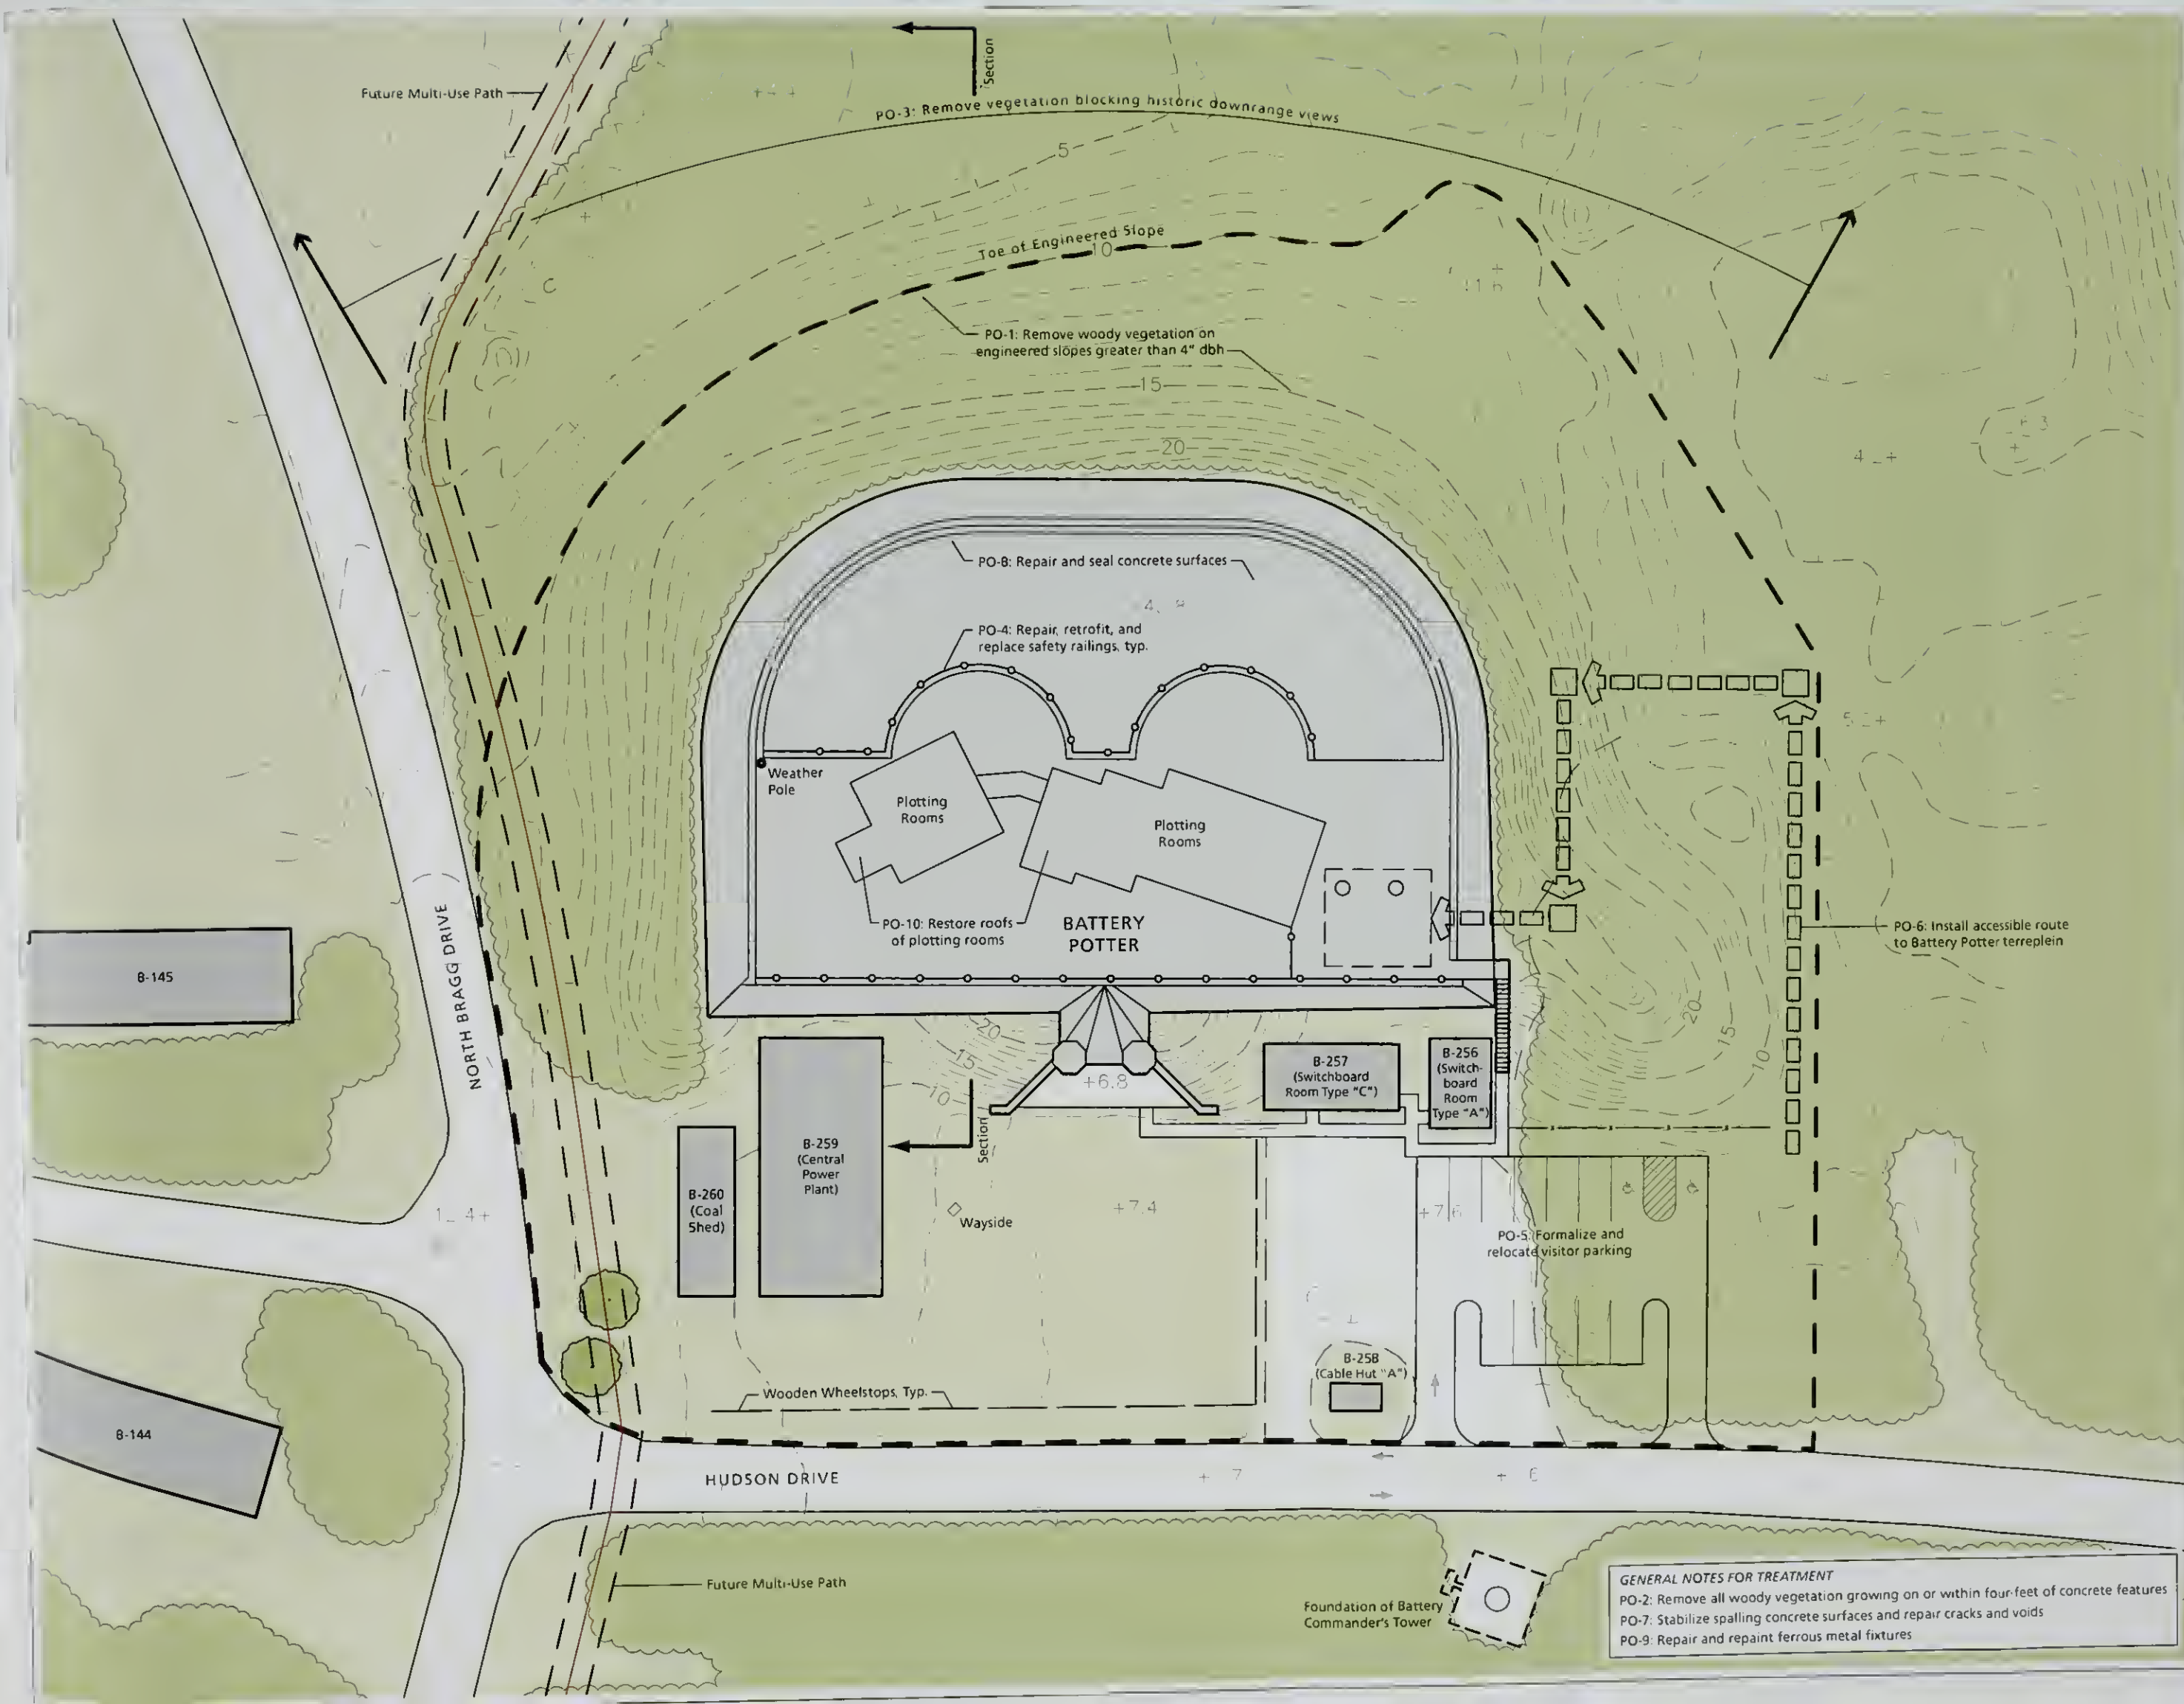 Section
Future Multi-Use Path
PO-3: Remove vegetation blocking historic downrange views
5
Toe of Engineered Slope
10
PO-1: Remove woody vegetation on
engineered slopes greater than 4" dbh
15
20
PO-8: Repair and seal concrete surfaces
PO-4: Repair, retrofit, and
replace safety railings, typ.
Weather
Pole
Plotting
Rooms
Plotting
Rooms
PO-10: Restore roofs
of plotting rooms
BATTERY
POTTER
PO-6: Install accessible route
to Battery Potter terreplein
B-145
NORTH BRAGG DRIVE
20
15
10
20
15
10
+6.8
B-257
(Switchboard
Room Type "C")
B-256
(Switch-
board
Room
Type "A")
B-259
(Central
Power
Plant)
B-260
(Coal
Shed)
Section
Wayside
+7.4
PO-5: Formalize and
relocate visitor parking
B-258
(Cable Hut "A")
Wooden Wheelstops, Typ.
B-144
HUDSON DRIVE
Future Multi-Use Path
Foundation of Battery
Commander's Tower
GENERAL NOTES FOR TREATMENT
PO-2: Remove all woody vegetation growing on or within four-feet of concrete features
PO-7: Stabilize spalling concrete surfaces and repair cracks and voids
PO-9: Repair and repaint ferrous metal fixtures